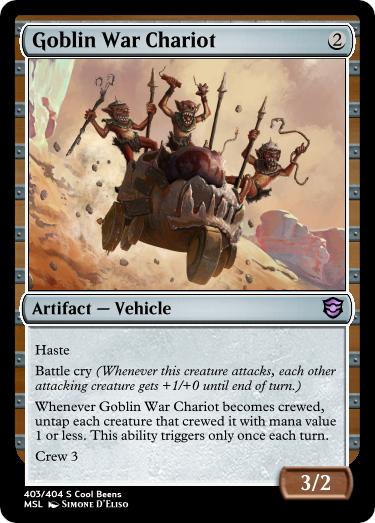 Goblin War Chariot 2
Artifact — Vehicle
Haste
Battle cry (Whenever this creature attacks, each other
attacking creature gets +1/+0 until end of turn.)
Whenever Goblin War Chariot becomes crewed,
untap each creature that crewed it with mana value
1 or less. This ability triggers only once each turn.
Crew 3
3/2
403/404 S Cool Beens
MSL SIMONE D'ELISO